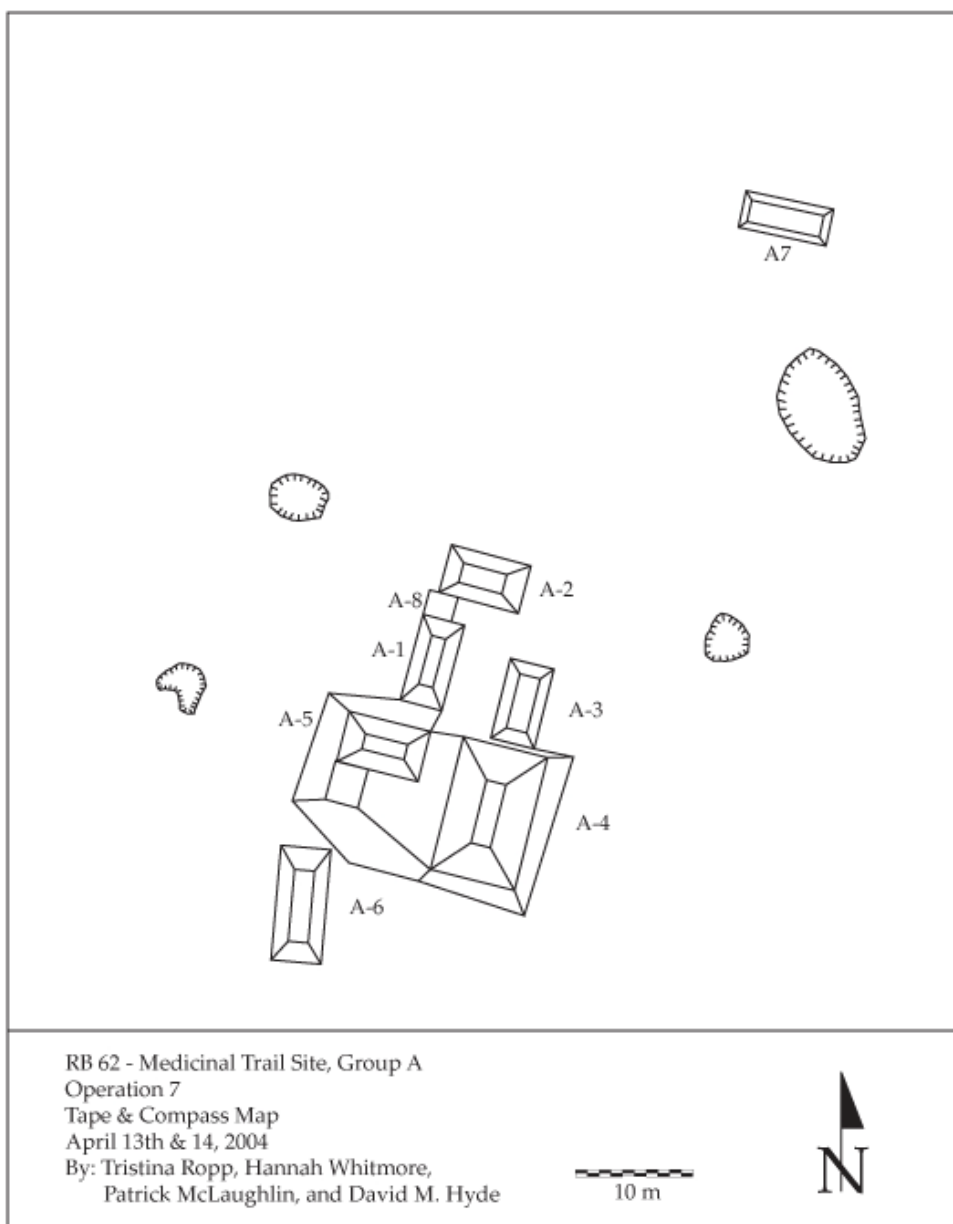 A7
A-2
A-8
A-1
A-3
A-5
A-4
A-6
RB 62 - Medicinal Trail Site, Group A
Operation 7
Tape & Compass Map
April 13th & 14, 2004
By: Tristina Ropp, Hannah Whitmore,
Patrick McLaughlin, and David M. Hyde
10 m
N